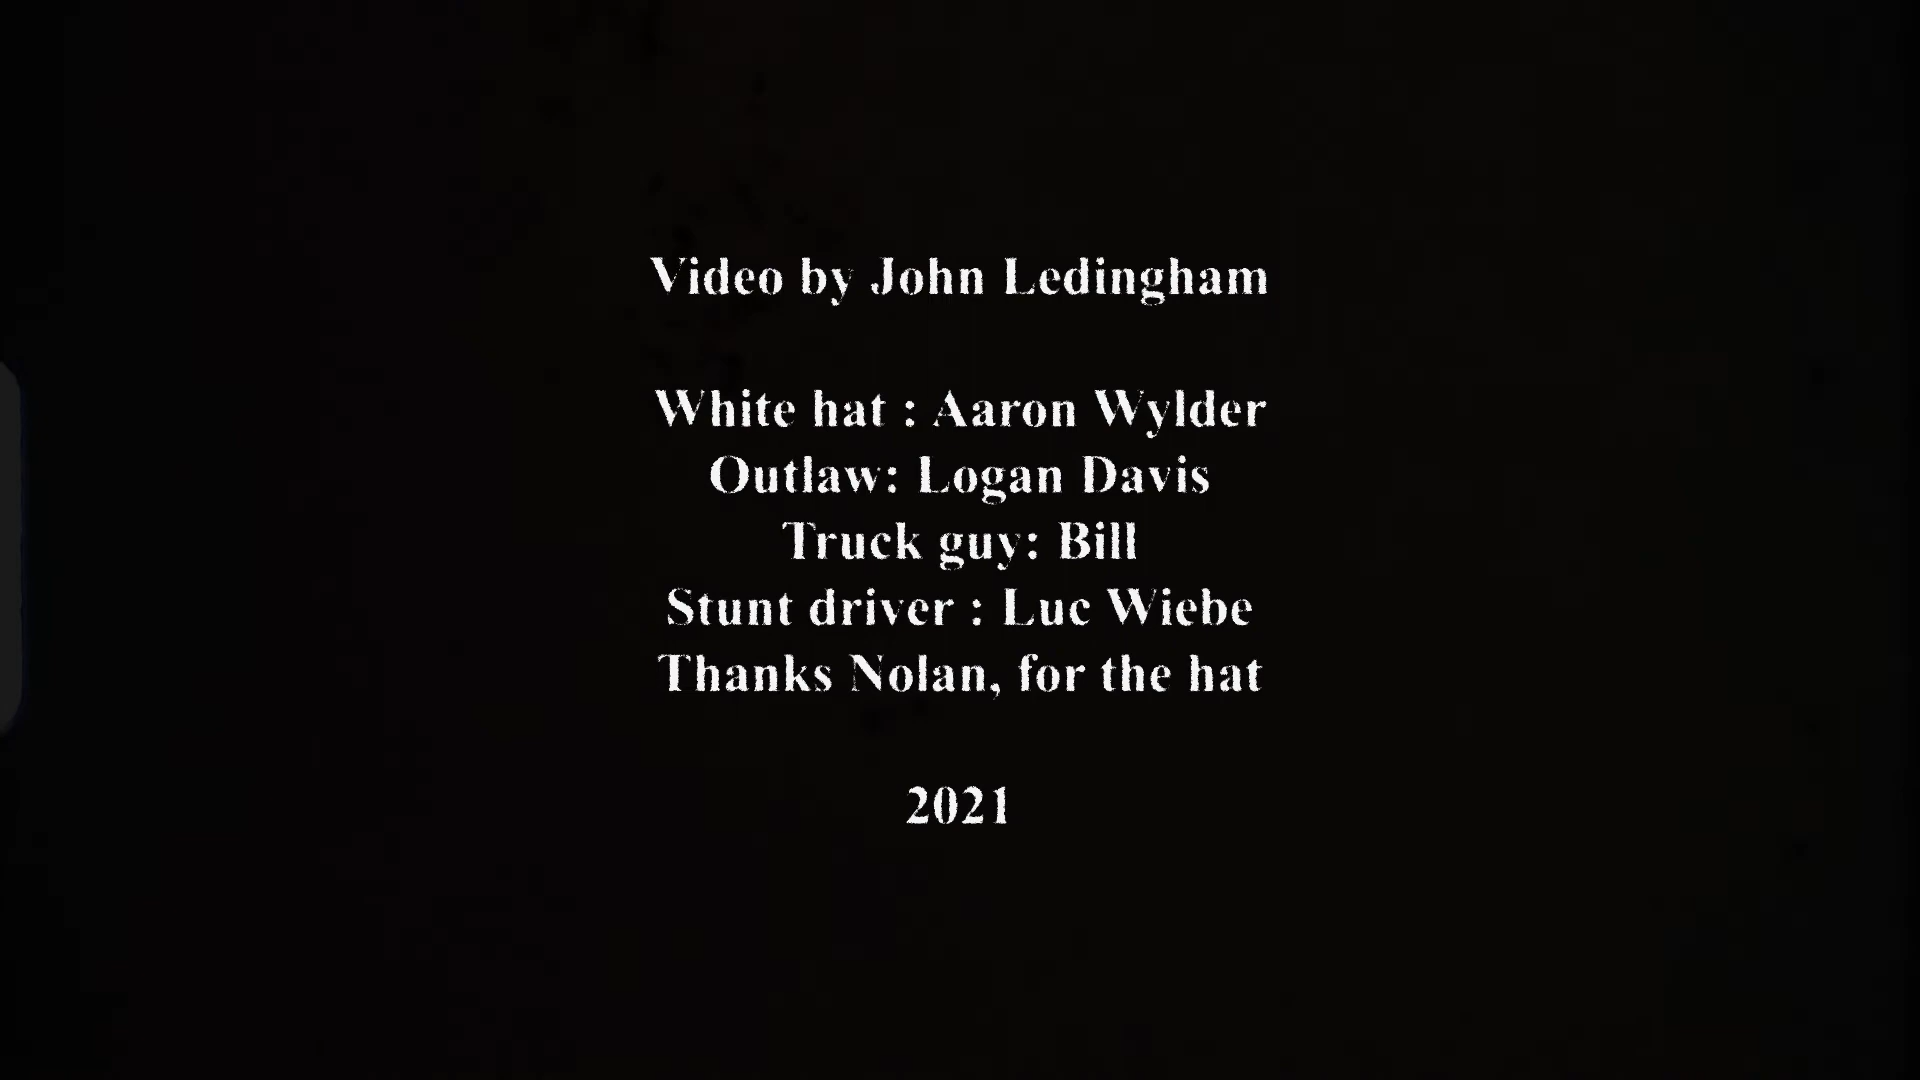 Video by John Ledingham
White hat : Aaron Wylder
Outlaw: Logan Davis
Truck guy: Bill
Stunt driver : Luc Wiebe
Thanks Nolan, for the hat
2021